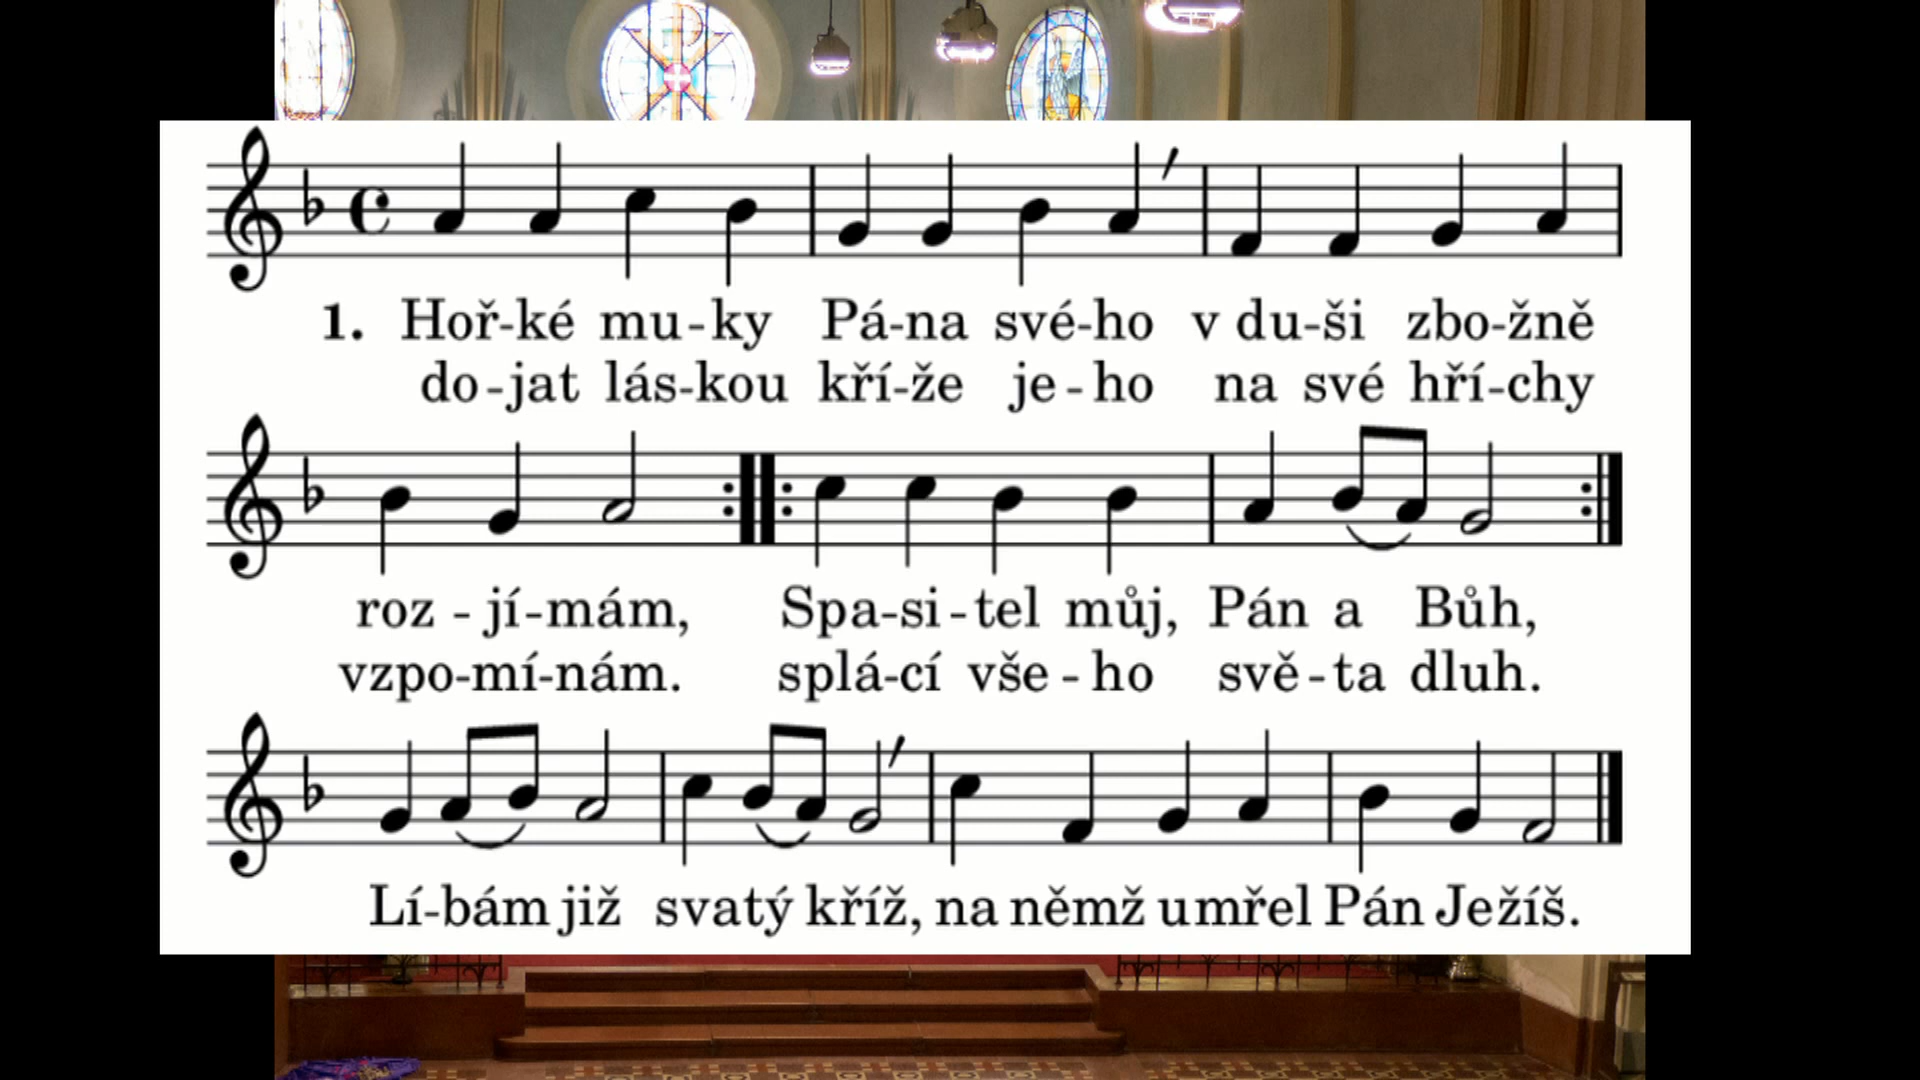 1. Hoř-ké mu-ky Pá-na své-ho v du-ši zbo-žně
do-jat lás-kou kří-že je-ho na své hří-chy
roz-jí-mám, Spa-si-tel můj, Pán a Bůh,
vzpo-mí-nám. splá-cí vše-ho svě-ta dluh.
Lí-bám již svatý kříž, na němž umřel Pán Ježíš.